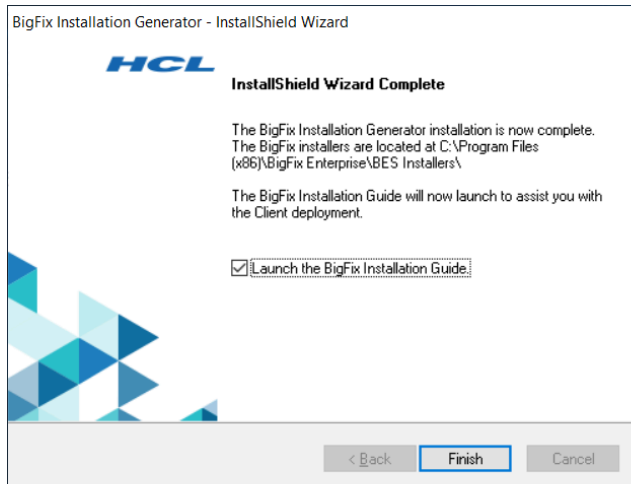 BigFix Installation Generator - InstallShield Wizard
HCL
InstallShield Wizard Complete
The BigFix Installation Generator installation is now complete.
The BigFix installers are located at C:\Program Files
(x86)\BigFix Enterprise\BES Installers\
The BigFix Installation Guide will now launch to assist you with
the Client deployment.
Launch the BigFix Installation Guide.
< Back
Finish
Cancel